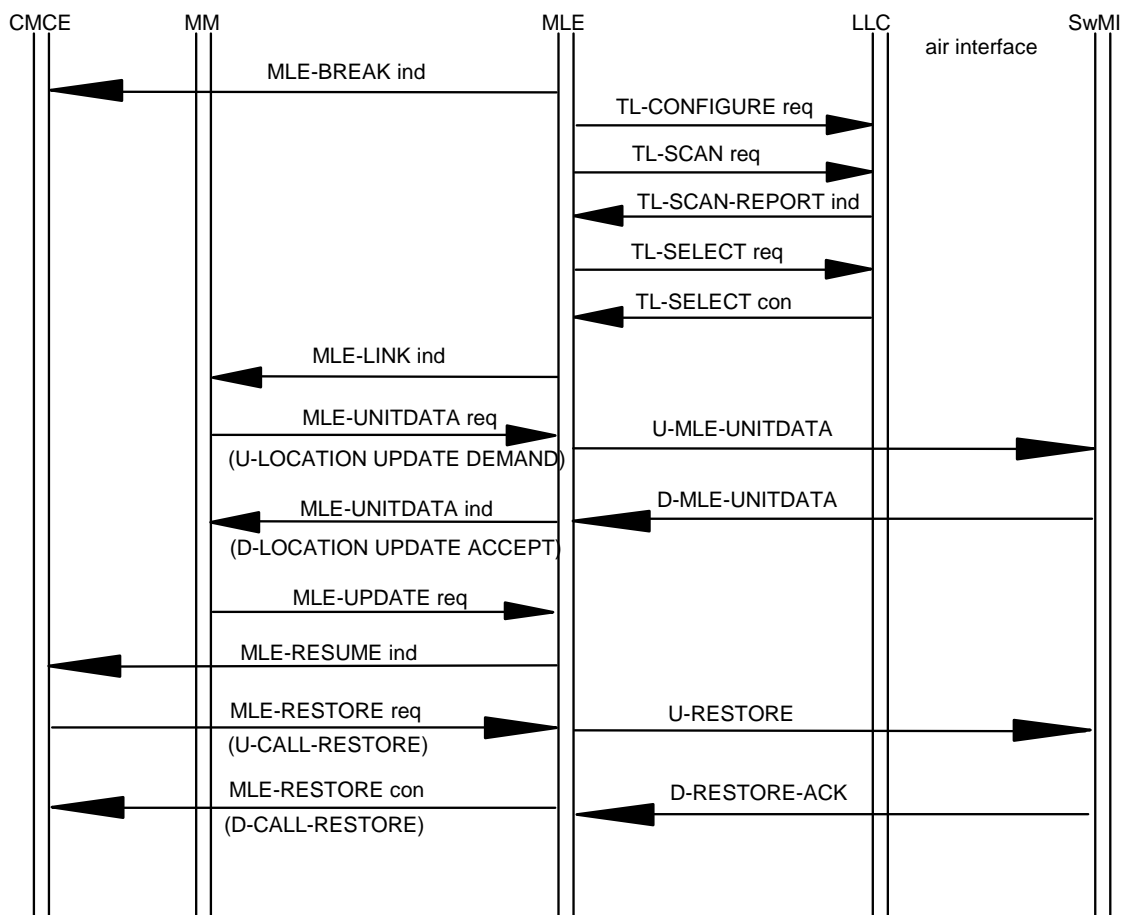 CMCE MM MLE LLC SwMI
air interface
MLE-BREAK ind
TL-CONFIGURE req
TL-SCAN req
TL-SCAN-REPORT ind
TL-SELECT req
TL-SELECT con
MLE-LINK ind
MLE-UNITDATA req U-MLE-UNITDATA
(U-LOCATION UPDATE DEMAND)
MLE-UNITDATA ind D-MLE-UNITDATA
(D-LOCATION UPDATE ACCEPT)
MLE-UPDATE req
MLE-RESUME ind
MLE-RESTORE req U-RESTORE
(U-CALL-RESTORE)
MLE-RESTORE con D-RESTORE-ACK
(D-CALL-RESTORE)